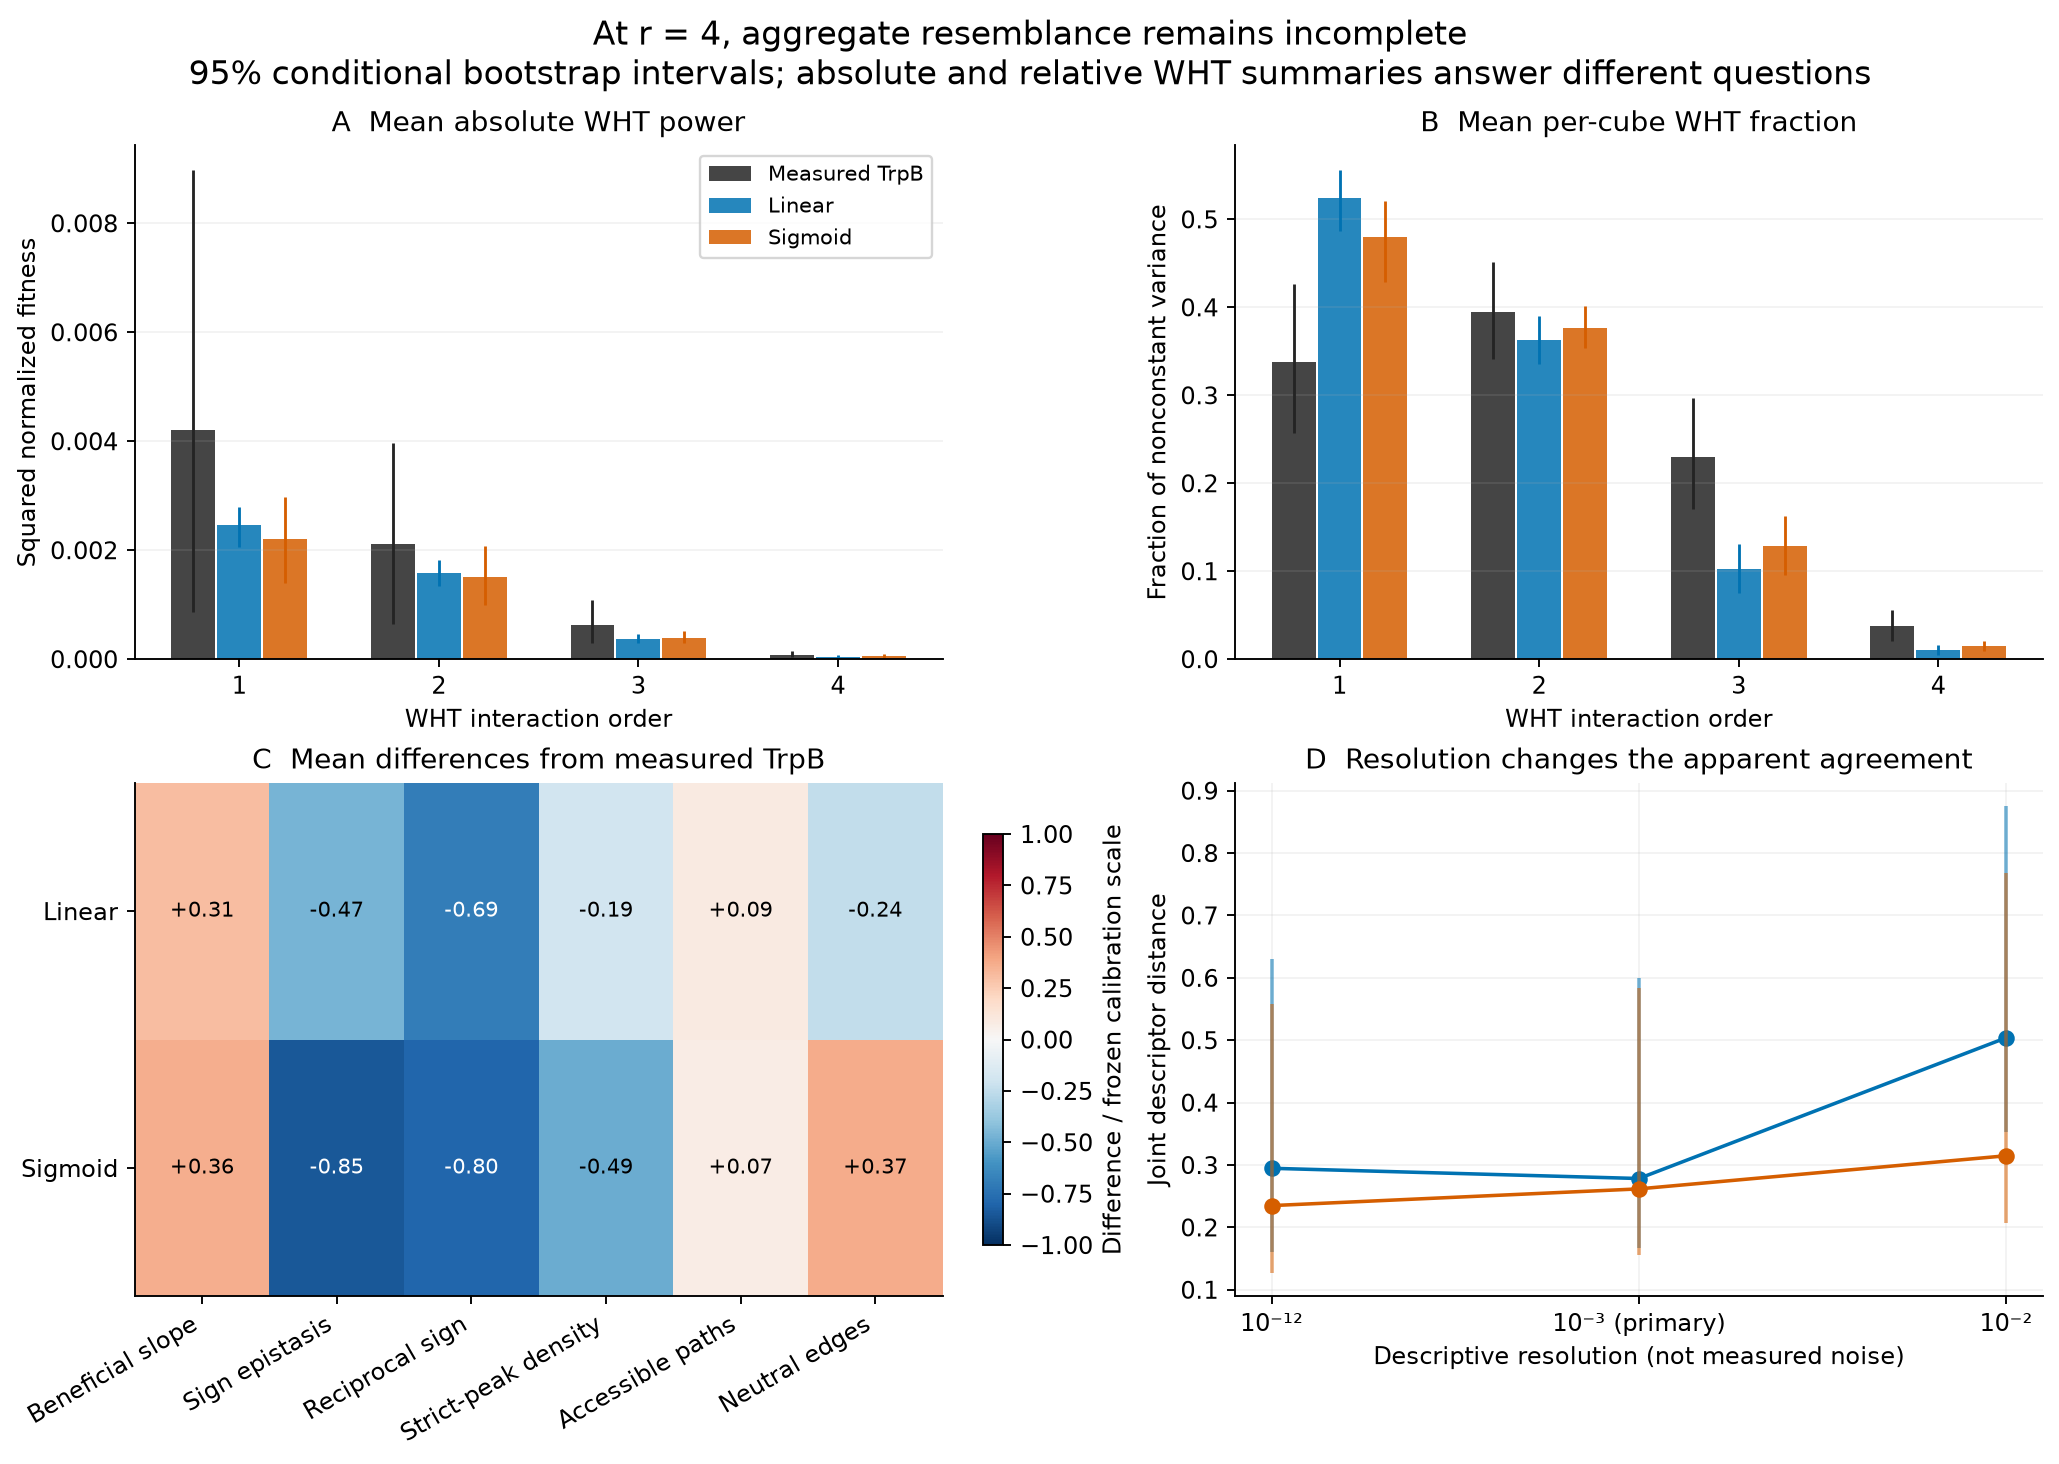 At r = 4, aggregate resemblance remains incomplete
95% conditional bootstrap intervals; absolute and relative WHT summaries answer different questions
A Mean absolute WHT power
Squared normalized fitness
0.008
0.006
0.004
0.002
0.000
Measured TrpB
Linear
Sigmoid
1 2 3 4
WHT interaction order
B Mean per-cube WHT fraction
Fraction of nonconstant variance
0.5
0.4
0.3
0.2
0.1
0.0
1 2 3 4
WHT interaction order
C Mean differences from measured TrpB
Linear
+0.31 -0.47 -0.69 -0.19 +0.09 -0.24
Sigmoid
+0.36 -0.85 -0.80 -0.49 +0.07 +0.37
Beneficial slope
Sign epistasis
Reciprocal sign
Strict-peak density
Accessible paths
Neutral edges
1.00
0.75
0.50
0.25
0.00
−0.25
−0.50
−0.75
−1.00
Difference / frozen calibration scale
D Resolution changes the apparent agreement
Joint descriptor distance
0.9
0.8
0.7
0.6
0.5
0.4
0.3
0.2
0.1
10⁻¹² 10⁻³ (primary) 10⁻²
Descriptive resolution (not measured noise)